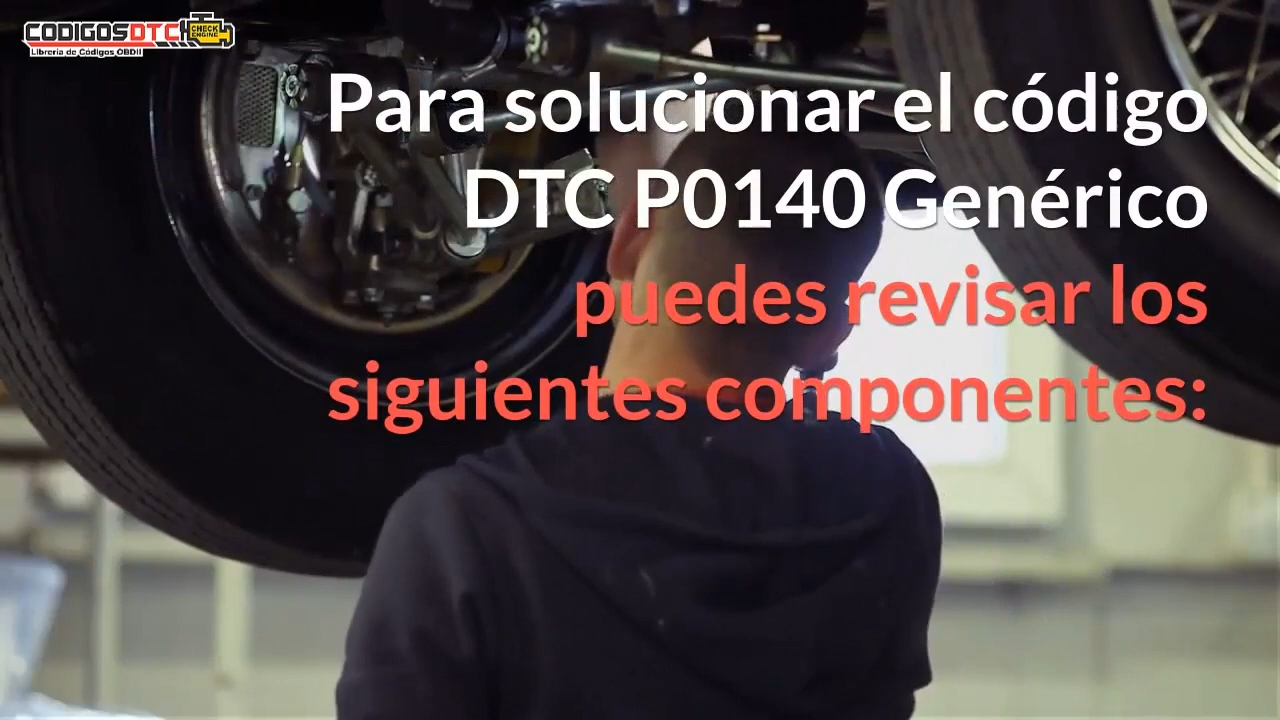 CODIGOSDTC
CHECK
ENGINE
Librería de Códigos OBDII
Para solucionar el código
DTC P0140 Genérico
puedes revisar los
siguientes componentes: